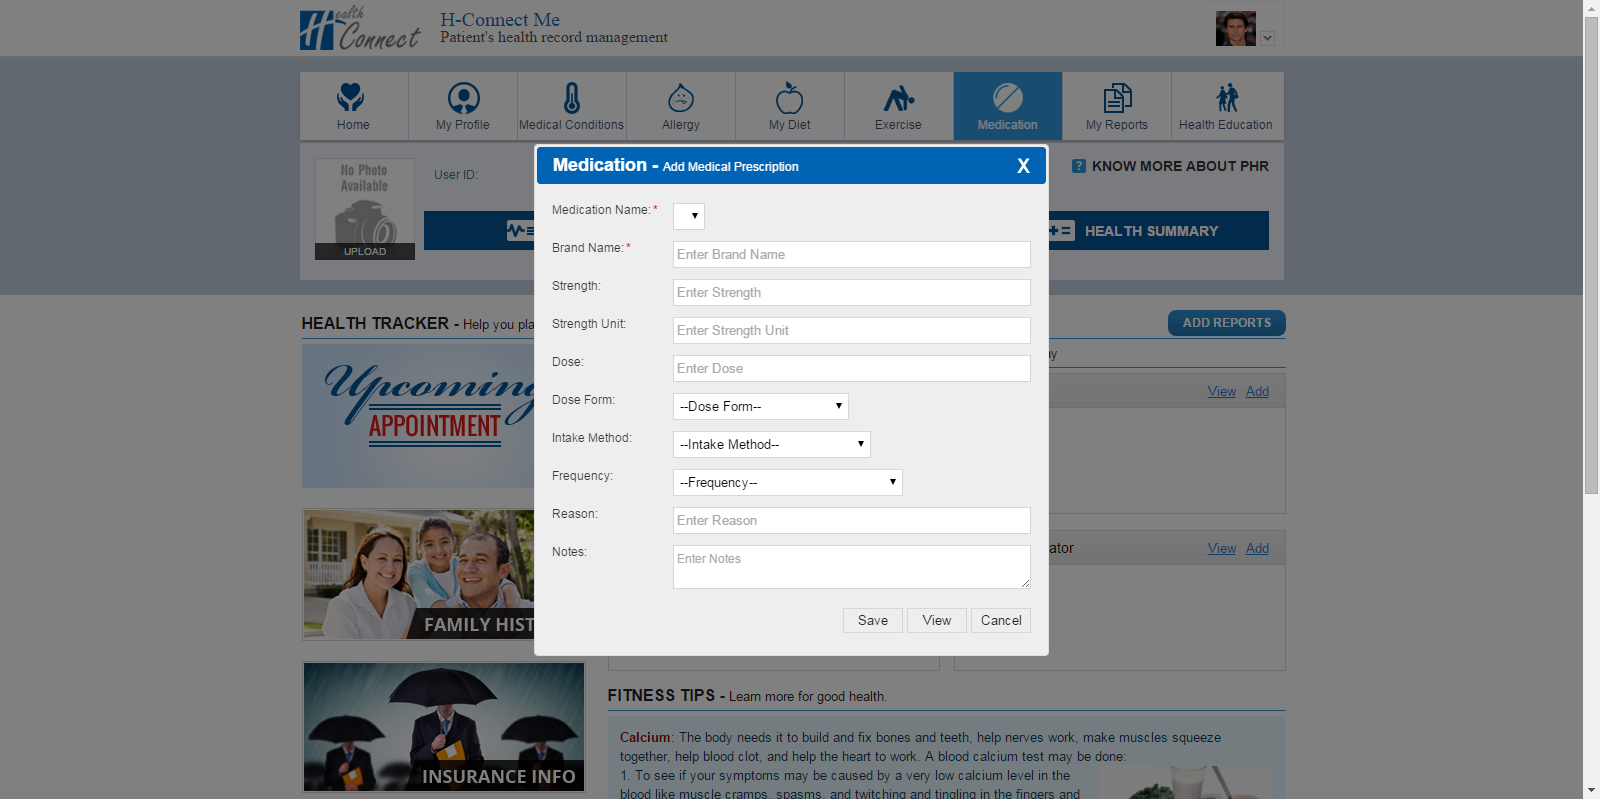 Health
Connect
H-Connect Me
Patient's health record management
Home
My Profile
Medical Conditions
Allergy
My Diet
Exercise
Medication
My Reports
Health Education
No Photo
Available
UPLOAD
User ID:
? KNOW MORE ABOUT PHR
HEALTH SUMMARY
Medication - Add Medical Prescription
X
Medication Name:*
Brand Name:*
Enter Brand Name
Strength:
Enter Strength
Strength Unit:
Enter Strength Unit
Dose:
Enter Dose
Dose Form:
--Dose Form--
Intake Method:
--Intake Method--
Frequency:
--Frequency--
Reason:
Enter Reason
Notes:
Enter Notes
Save
View
Cancel
HEALTH TRACKER - Help you pla
ADD REPORTS
ay
Upcoming
APPOINTMENT
View Add
FAMILY HIST
ator
View Add
INSURANCE INFO
FITNESS TIPS - Learn more for good health.
Calcium: The body needs it to build and fix bones and teeth, help nerves work, make muscles squeeze
together, help blood clot, and help the heart to work. A blood calcium test may be done:
1. To see if your symptoms may be caused by a very low calcium level in the
blood like muscle cramps, spasms, and twitching and tingling in the fingers and